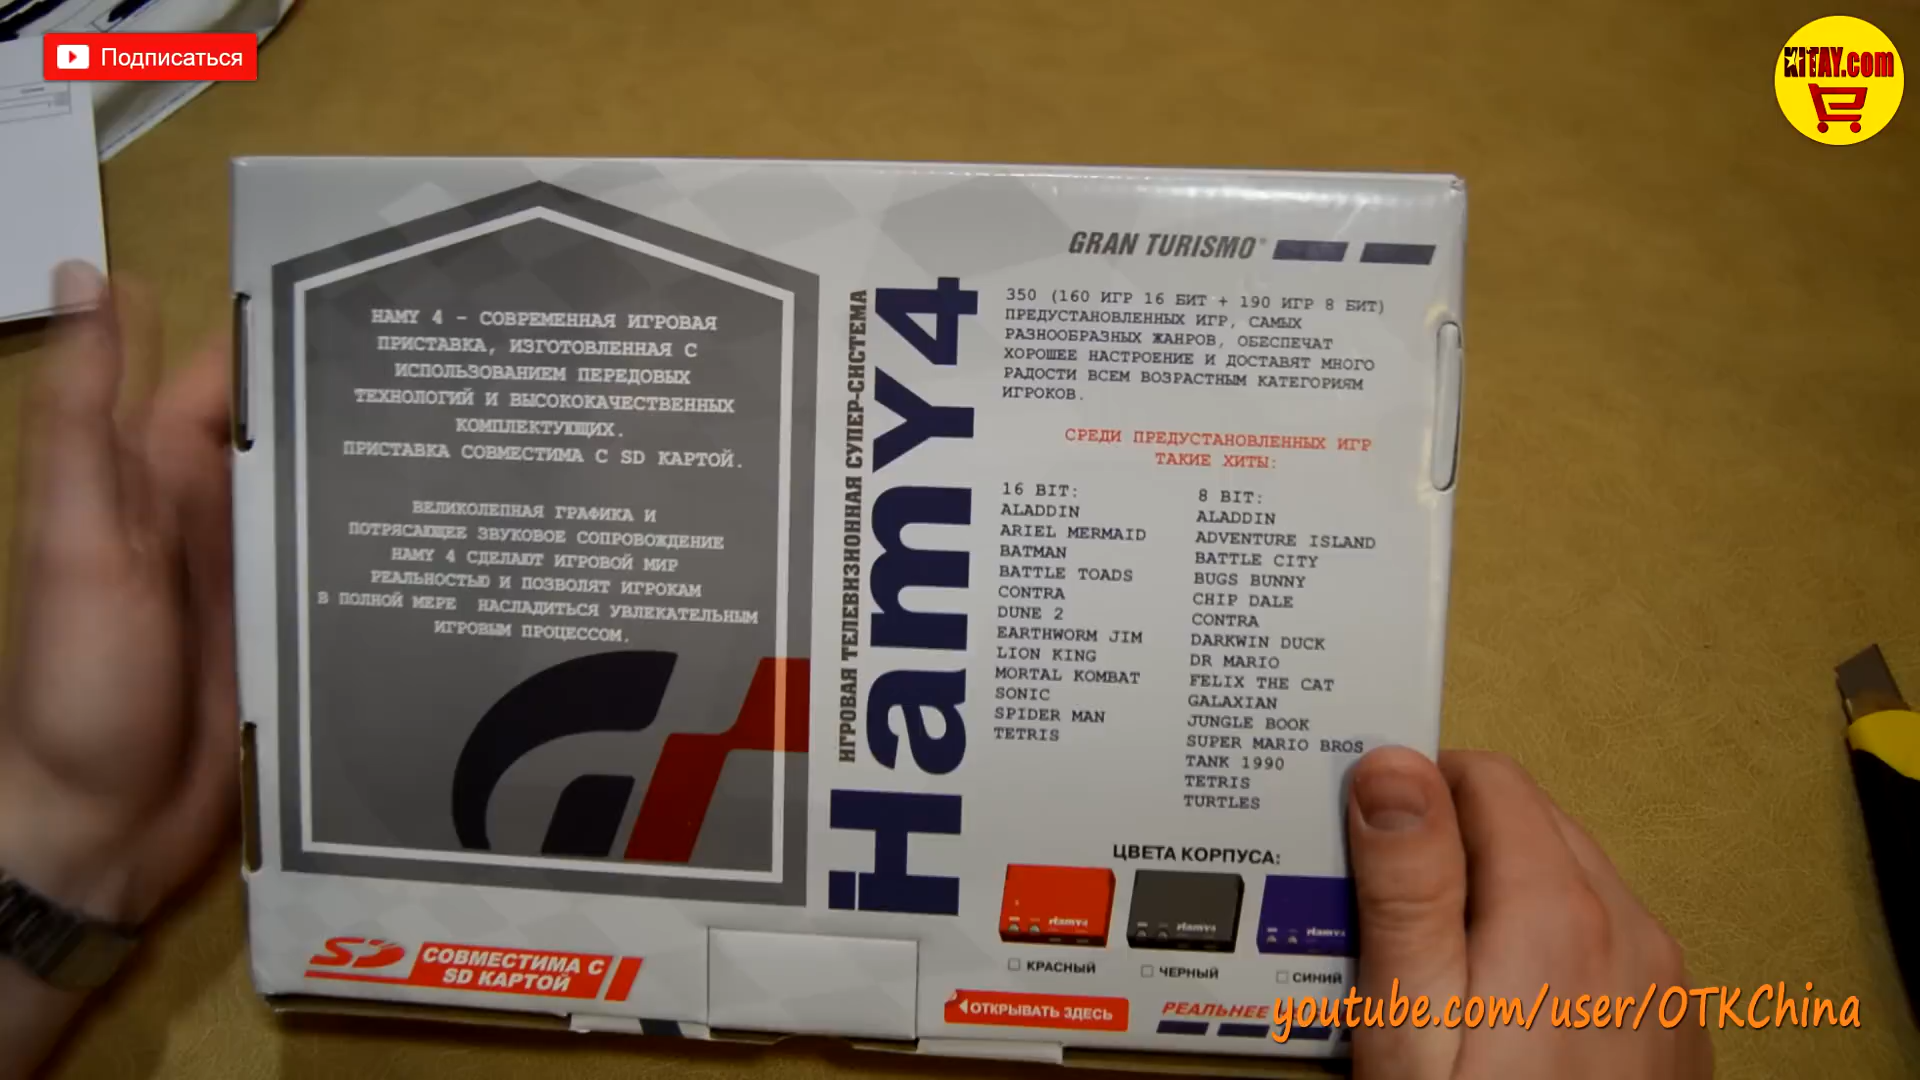 Подписаться
KITAY.com
HAMY 4 - СОВРЕМЕННАЯ ИГРОВАЯ
ПРИСТАВКА, ИЗГОТОВЛЕННАЯ С
ИСПОЛЬЗОВАНИЕМ ПЕРЕДОВЫХ
ТЕХНОЛОГИЙ И ВЫСОКОКАЧЕСТВЕННЫХ
КОМПЛЕКТУЮЩИХ.
ПРИСТАВКА СОВМЕСТИМА С SD КАРТОЙ.
ВЕЛИКОЛЕПНАЯ ГРАФИКА И
ПОТРЯСАЮЩЕЕ ЗВУКОВОЕ СОПРОВОЖДЕНИЕ
HAMY 4 СДЕЛАЮТ ИГРОВОЙ МИР
РЕАЛЬНОСТЬЮ И ПОЗВОЛЯТ ИГРОКАМ
В ПОЛНОЙ МЕРЕ НАСЛАДИТЬСЯ УВЛЕКАТЕЛЬНЫМ
ИГРОВЫМ ПРОЦЕССОМ.
SD
СОВМЕСТИМА С
SD КАРТОЙ
ИГРОВАЯ ТЕЛЕВИЗИОННАЯ СУПЕР-СИСТЕМА
Hamy4
GRAN TURISMO®
350 (160 ИГР 16 БИТ + 190 ИГР 8 БИТ)
ПРЕДУСТАНОВЛЕННЫХ ИГР, САМЫХ
РАЗНООБРАЗНЫХ ЖАНРОВ, ОБЕСПЕЧАТ
ХОРОШЕЕ НАСТРОЕНИЕ И ДОСТАВЯТ МНОГО
РАДОСТИ ВСЕМ ВОЗРАСТНЫМ КАТЕГОРИЯМ
ИГРОКОВ.
СРЕДИ ПРЕДУСТАНОВЛЕННЫХ ИГР
ТАКИЕ ХИТЫ:
16 BIT:
ALADDIN
ARIEL MERMAID
BATMAN
BATTLE TOADS
CONTRA
DUNE 2
EARTHWORM JIM
LION KING
MORTAL KOMBAT
SONIC
SPIDER MAN
TETRIS
8 BIT:
ALADDIN
ADVENTURE ISLAND
BATTLE CITY
BUGS BUNNY
CHIP DALE
CONTRA
DARKWIN DUCK
DR MARIO
FELIX THE CAT
GALAXIAN
JUNGLE BOOK
SUPER MARIO BROS
TANK 1990
TETRIS
TURTLES
ЦВЕТА КОРПУСА:
Hamy4
Hamy4
Hamy4
КРАСНЫЙ
ЧЕРНЫЙ
СИНИЙ
ОТКРЫВАТЬ ЗДЕСЬ
РЕАЛЬНЕЕ
youtube.com/user/OTKChina